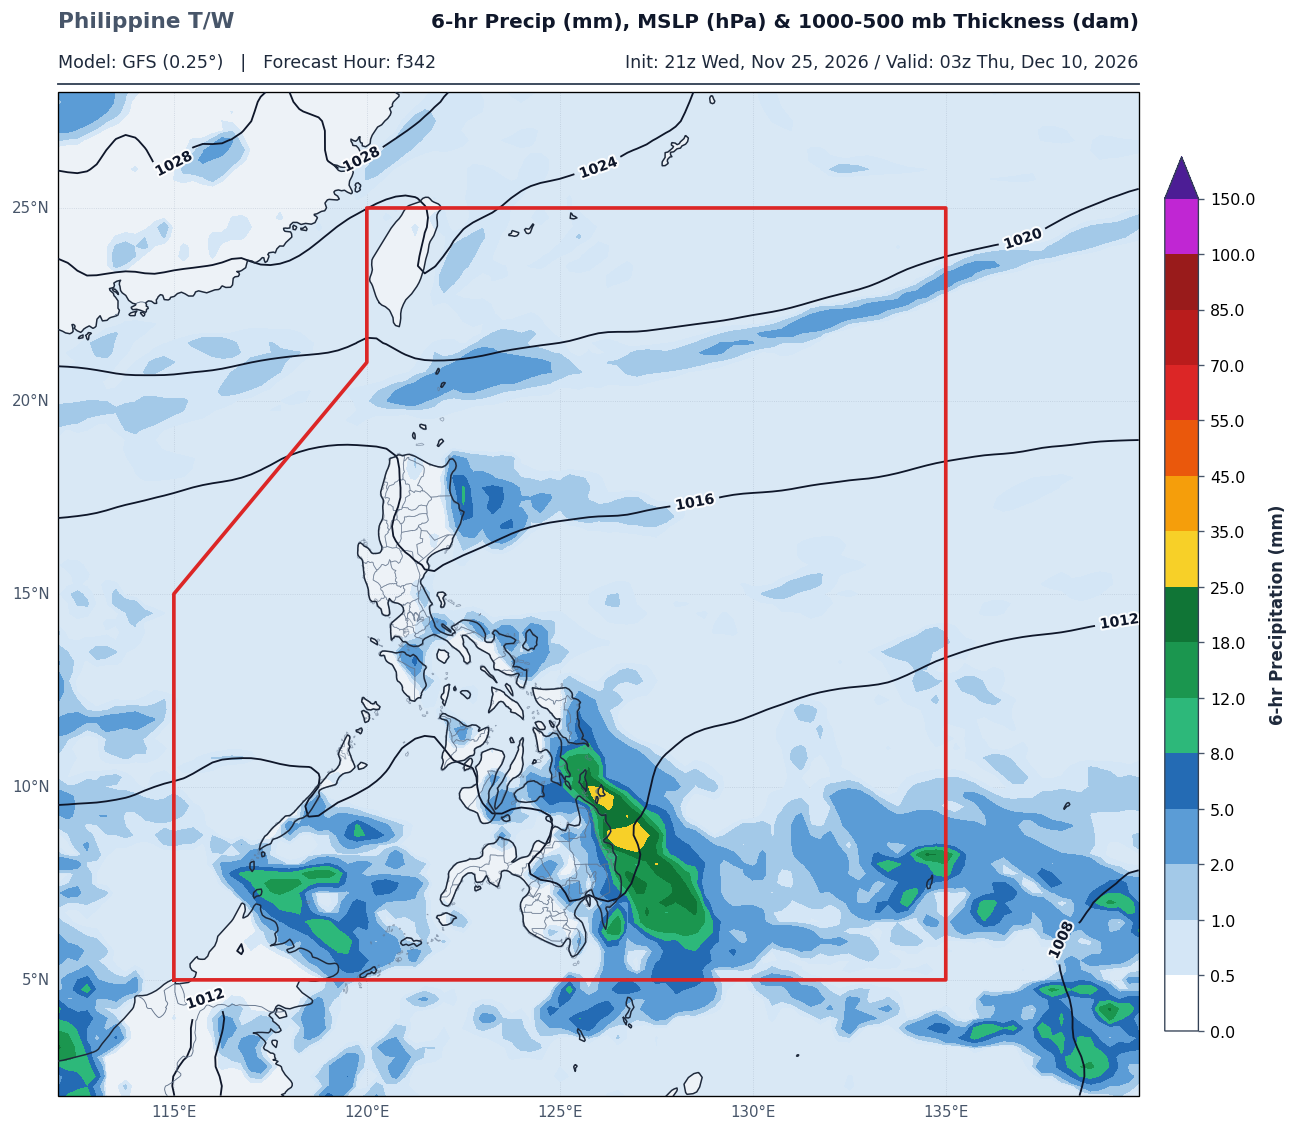 Philippine T/W
6-hr Precip (mm), MSLP (hPa) & 1000-500 mb Thickness (dam)
Model: GFS (0.25°) | Forecast Hour: f342
Init: 21z Wed, Nov 25, 2026 / Valid: 03z Thu, Dec 10, 2026
1028
1028
1024
1020
1016
1012
1008
1012
25°N
20°N
15°N
10°N
5°N
115°E
120°E
125°E
130°E
135°E
150.0
100.0
85.0
70.0
55.0
45.0
35.0
25.0
18.0
12.0
8.0
5.0
2.0
1.0
0.5
0.0
6-hr Precipitation (mm)